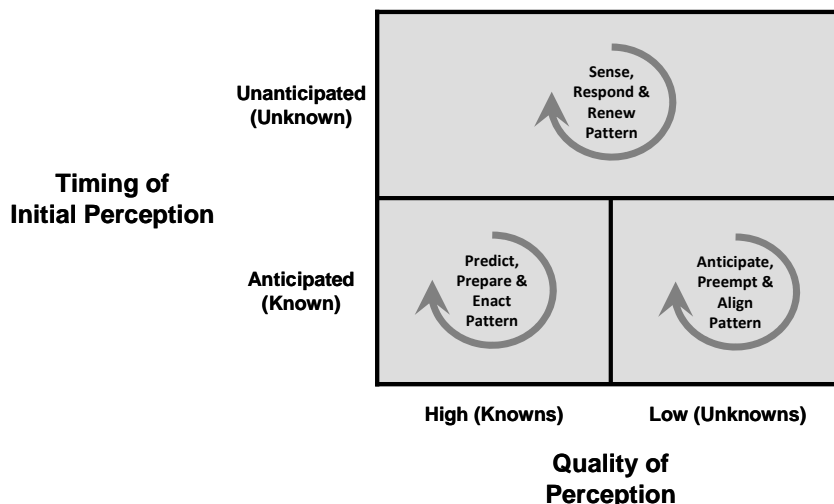 Sense,
Respond &
Renew
Pattern
Unanticipated
(Unknown)
Timing of
Initial Perception
Anticipated
(Known)
Predict,
Prepare &
Enact
Pattern
Anticipate,
Preempt &
Align
Pattern
High (Knowns)
Low (Unknowns)
Quality of
Perception